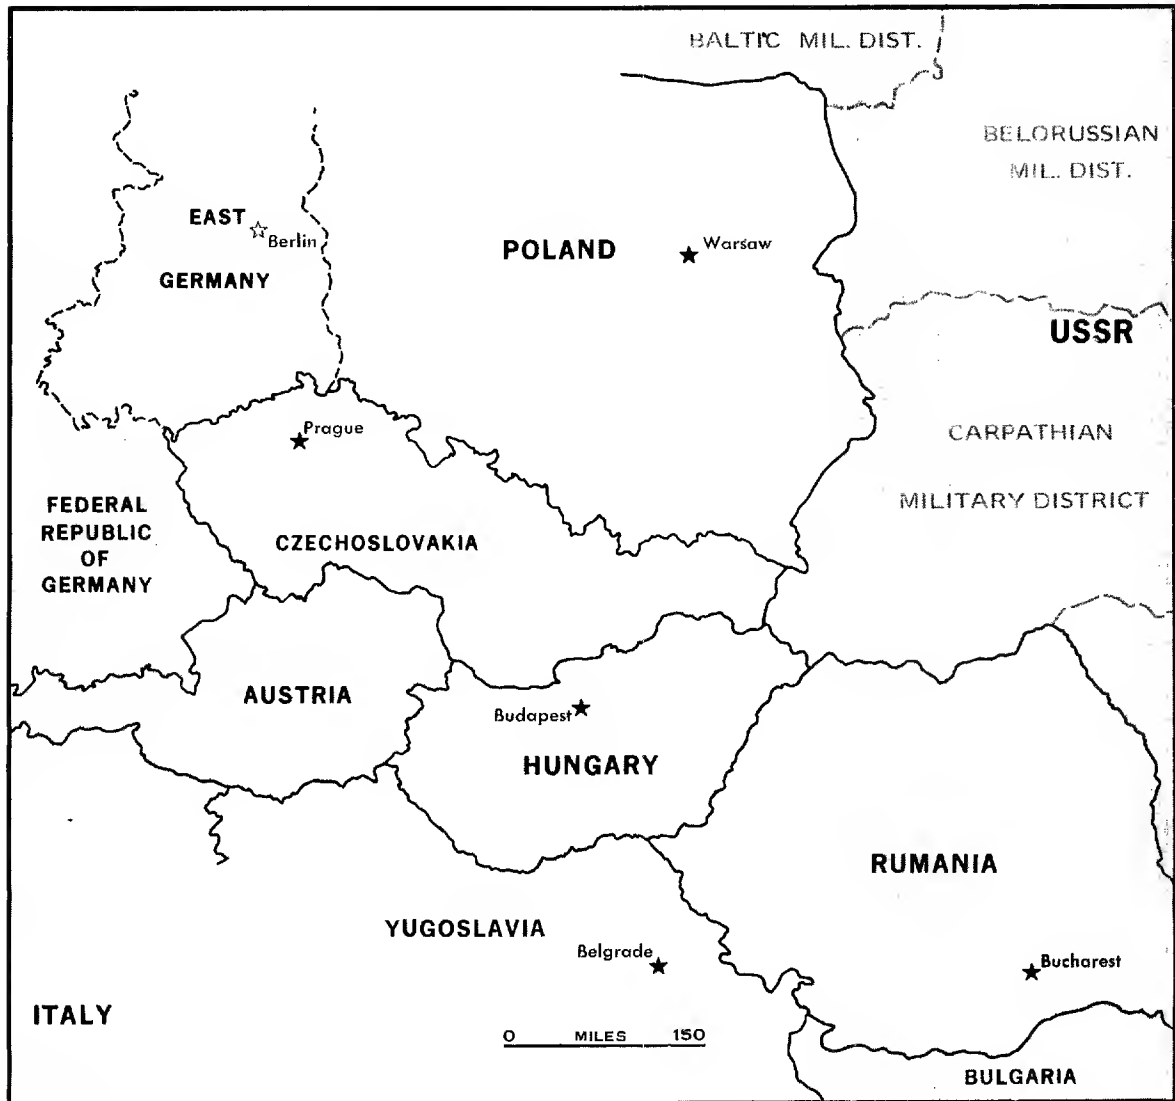 BALTIC MIL. DIST.
BELORUSSIAN
MIL. DIST.
EAST
Berlin
GERMANY
POLAND
Warsaw
USSR
Prague
CARPATHIAN
MILITARY DISTRICT
FEDERAL
REPUBLIC
OF
GERMANY
CZECHOSLOVAKIA
AUSTRIA
Budapest
HUNGARY
RUMANIA
YUGOSLAVIA
Belgrade
Bucharest
ITALY
0 MILES 150
BULGARIA